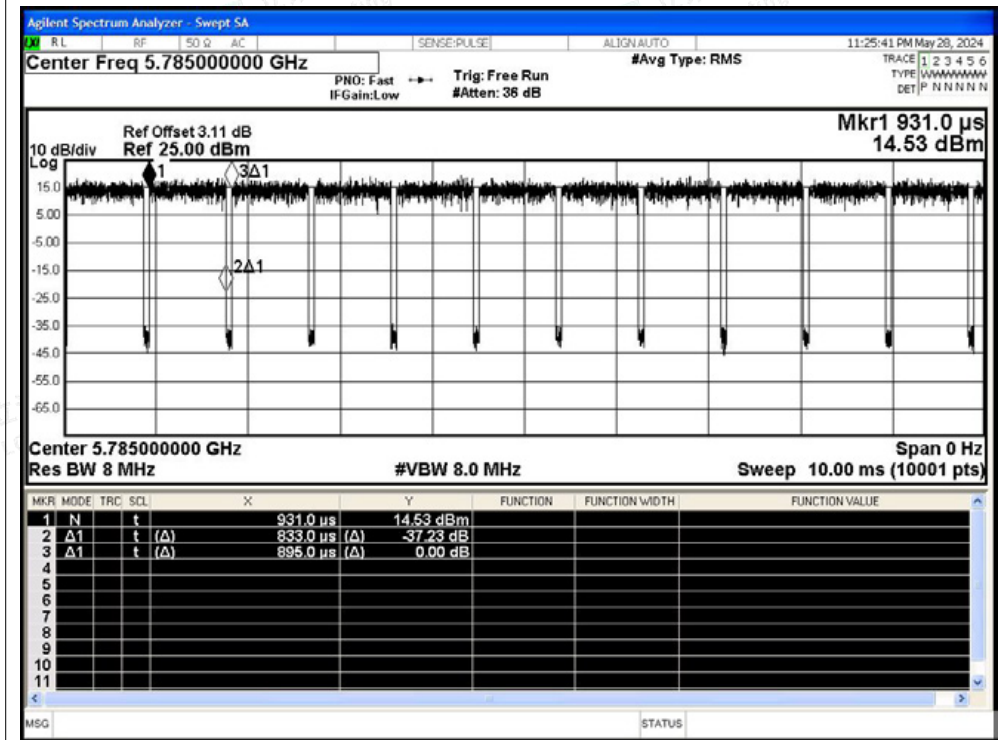 Agilent Spectrum Analyzer - Swept SA
RL RF 50 Ω AC SENSE:PULSE ALIGN AUTO 11:25:41 PM May 28, 2024
Center Freq 5.785000000 GHz #Avg Type: RMS TRACE 1 2 3 4 5 6
PNO: Fast Trig: Free Run TYPE WWWWWW
IFGain:Low #Atten: 36 dB DET P N N N N N
Mkr1 931.0 µs
Ref Offset 3.11 dB
10 dB/div Ref 25.00 dBm 14.53 dBm
Log
1 3Δ1
15.0
5.00
-5.00
-15.0 2Δ1
-25.0
-35.0
-45.0
-55.0
-65.0
Center 5.785000000 GHz Span 0 Hz
Res BW 8 MHz #VBW 8.0 MHz Sweep 10.00 ms (10001 pts)
MKR MODE TRC SCL X Y FUNCTION FUNCTION WIDTH FUNCTION VALUE
1 N t 931.0 µs 14.53 dBm
2 Δ1 t (Δ) 833.0 µs (Δ) -37.23 dB
3 Δ1 t (Δ) 895.0 µs (Δ) 0.00 dB
4
5
6
7
8
9
10
11
MSG STATUS